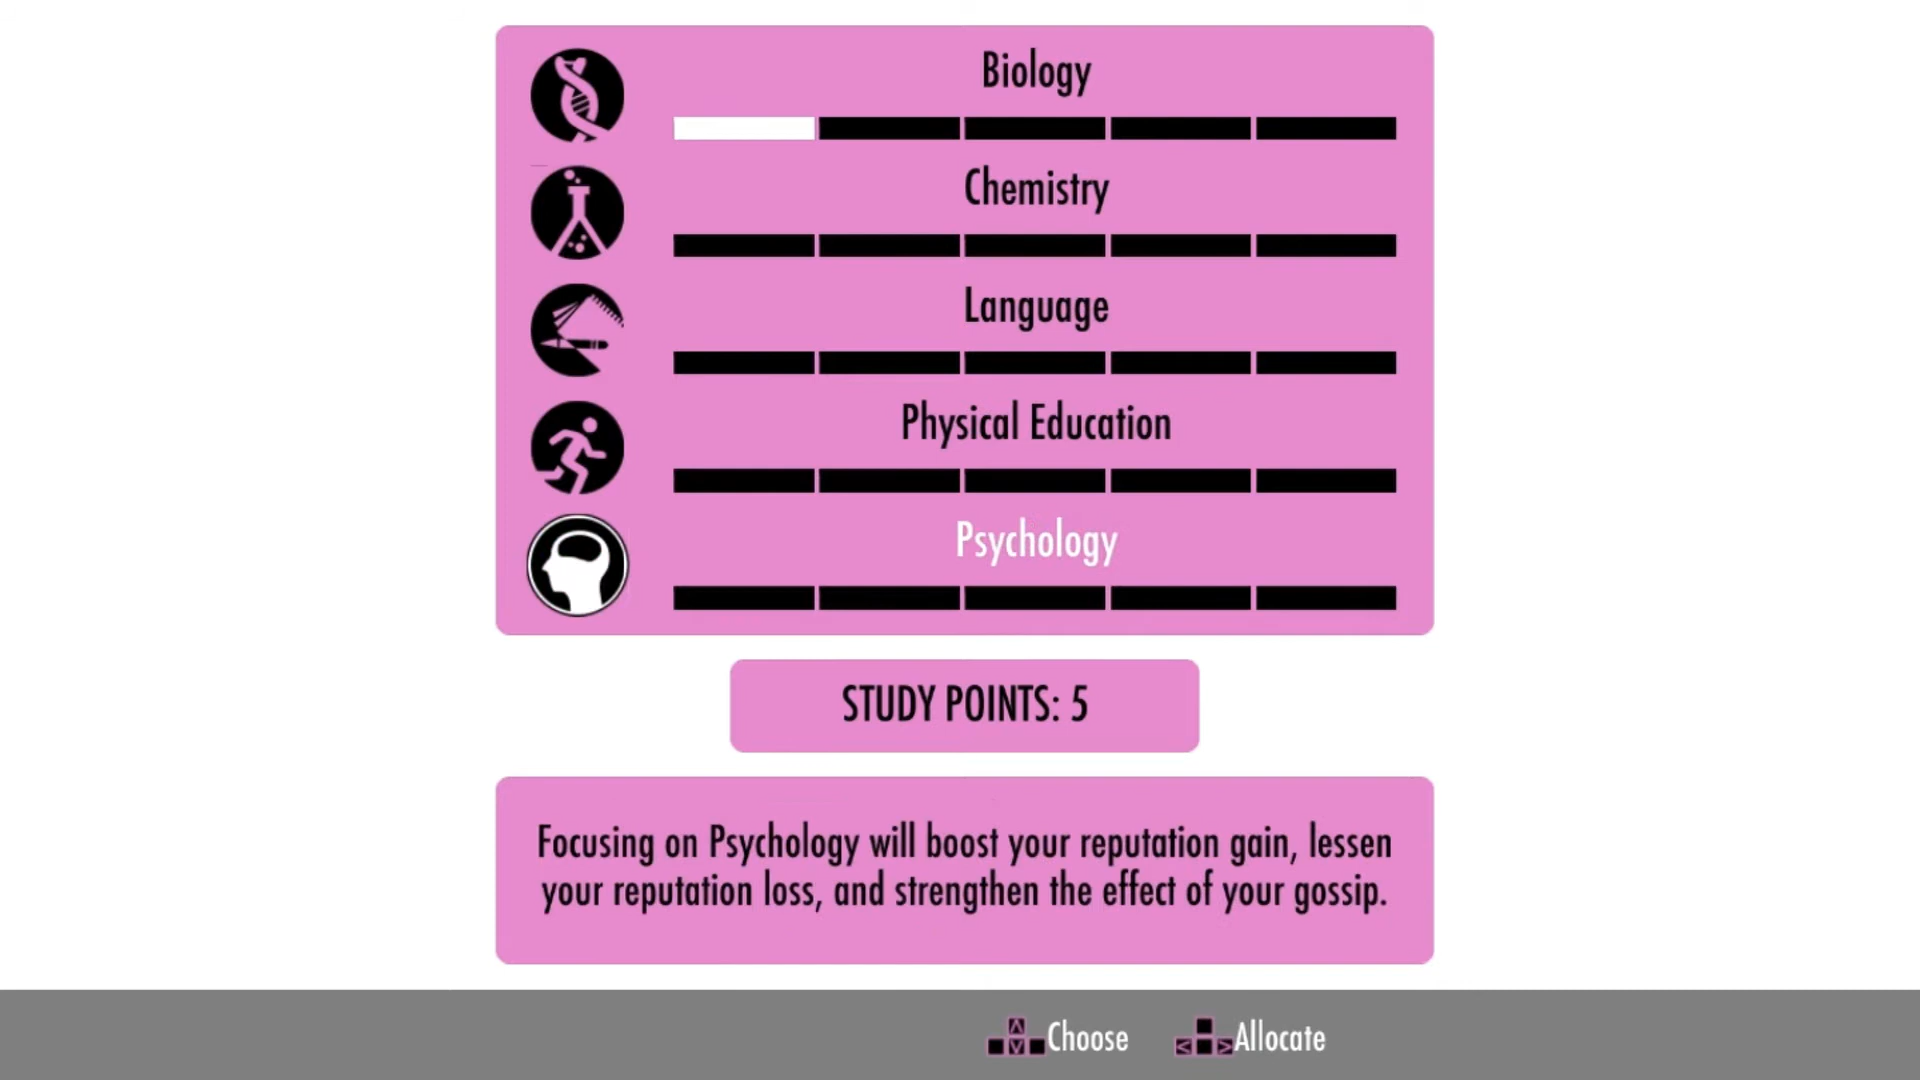 Biology
Chemistry
Language
Physical Education
Psychology
STUDY POINTS: 5
Focusing on Psychology will boost your reputation gain, lessen
your reputation loss, and strengthen the effect of your gossip.
Choose
Allocate